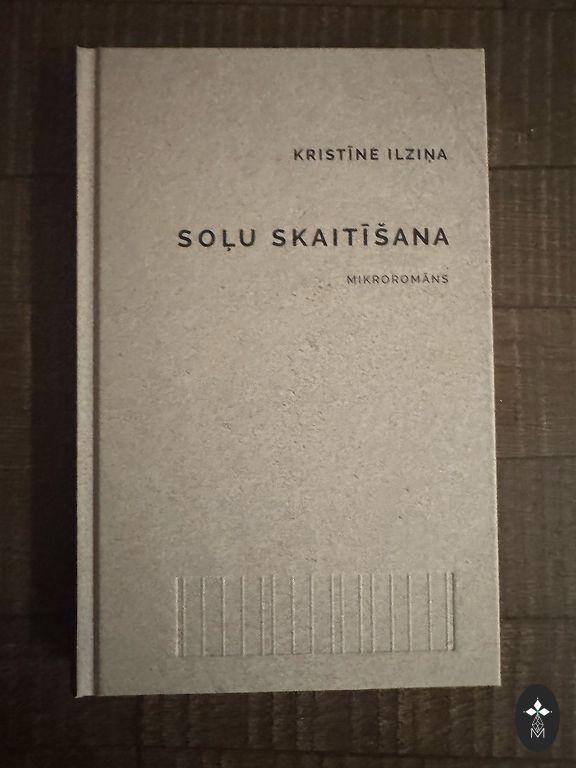 KRISTĪNE ILZIŅA
SOĻU SKAITĪŠANA
MIKROROMĀNS
M